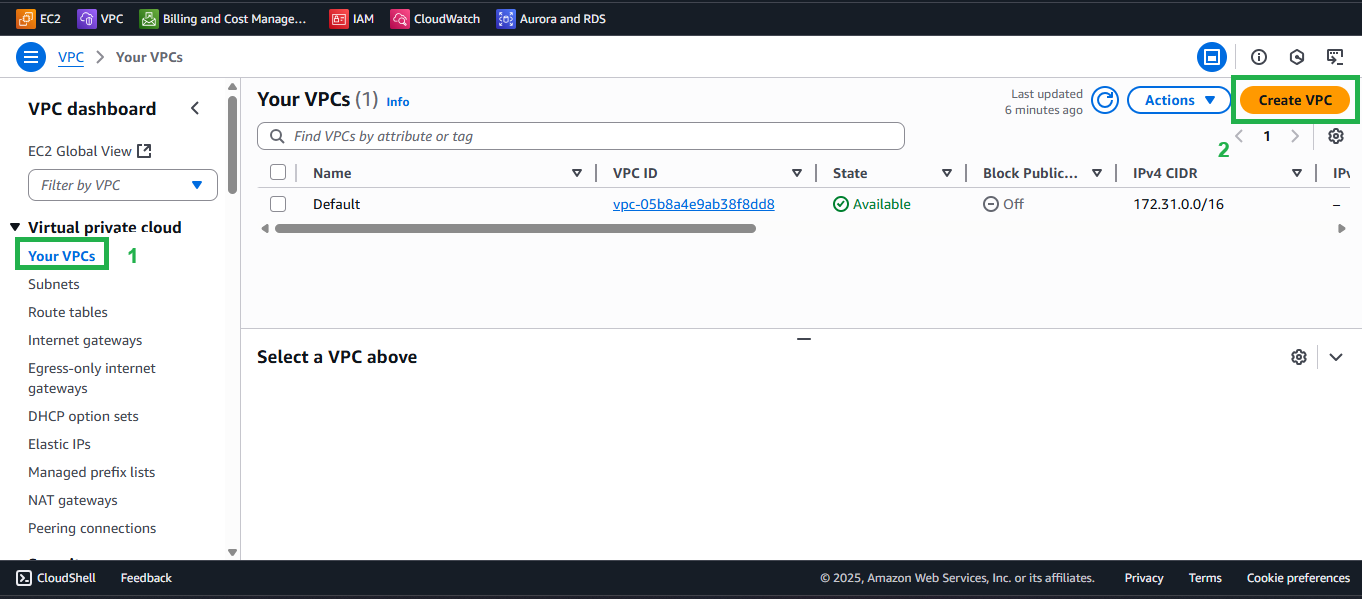 EC2 VPC Billing and Cost Manage... IAM CloudWatch Aurora and RDS
VPC Your VPCs
VPC dashboard
EC2 Global View
Filter by VPC
Virtual private cloud
Your VPCs 1
Subnets
Route tables
Internet gateways
Egress-only internet
gateways
DHCP option sets
Elastic IPs
Managed prefix lists
NAT gateways
Peering connections
Your VPCs (1) Info
Last updated
6 minutes ago
Actions
Create VPC
Find VPCs by attribute or tag
2
1
Name VPC ID State Block Public... IPv4 CIDR IPv
Default vpc-05b8a4e9ab38f8dd8 Available Off 172.31.0.0/16 –
Select a VPC above
CloudShell Feedback © 2025, Amazon Web Services, Inc. or its affiliates. Privacy Terms Cookie preferences